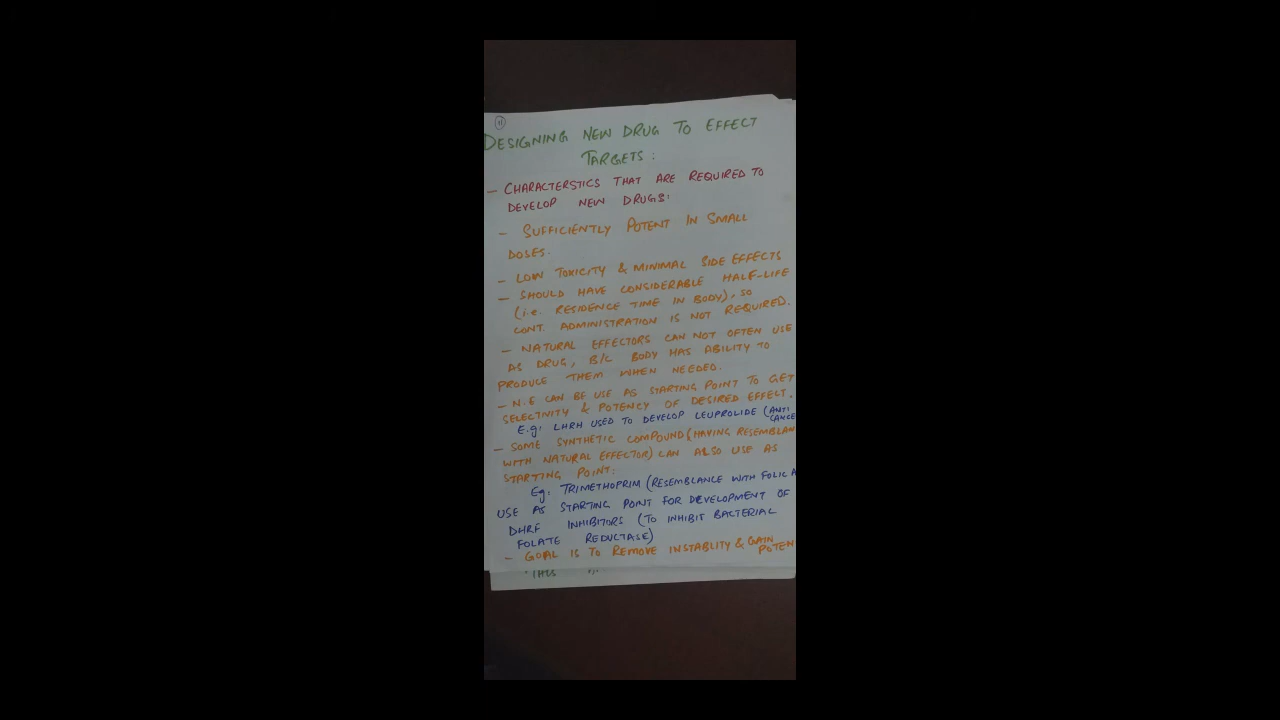 11
DESIGNING NEW DRUG TO EFFECT
TARGETS :
- CHARACTERSTICS THAT ARE REQUIRED TO
DEVELOP NEW DRUGS:
- SUFFICIENTLY POTENT IN SMALL
DOSES.
- LOW TOXICITY & MINIMAL SIDE EFFECTS
- SHOULD HAVE CONSIDERABLE HALF-LIFE
(i.e. RESIDENCE TIME IN BODY), SO
CONT. ADMINISTRATION IS NOT REQUIRED.
- NATURAL EFFECTORS CAN NOT OFTEN USE
AS DRUG, B/C BODY HAS ABILITY TO
PRODUCE THEM WHEN NEEDED.
- N.E CAN BE USE AS STARTING POINT TO GET
SELECTIVITY & POTENCY OF DESIRED EFFECT.
E.g: LHRH USED TO DEVELOP LEUPROLIDE (ANTI
CANCE
- SOME SYNTHETIC COMPOUND (HAVING RESEMBLAN
WITH NATURAL EFFECTOR) CAN ALSO USE AS
STARTING POINT:
Eg: TRIMETHOPRIM (RESEMBLANCE WITH FOLIC A
USE AS STARTING POINT FOR DEVELOPMENT OF
DHRF INHIBITORS (TO INHIBIT BACTERIAL
FOLATE REDUCTASE)
- GOAL IS TO REMOVE INSTABLITY & GAIN
POTEN